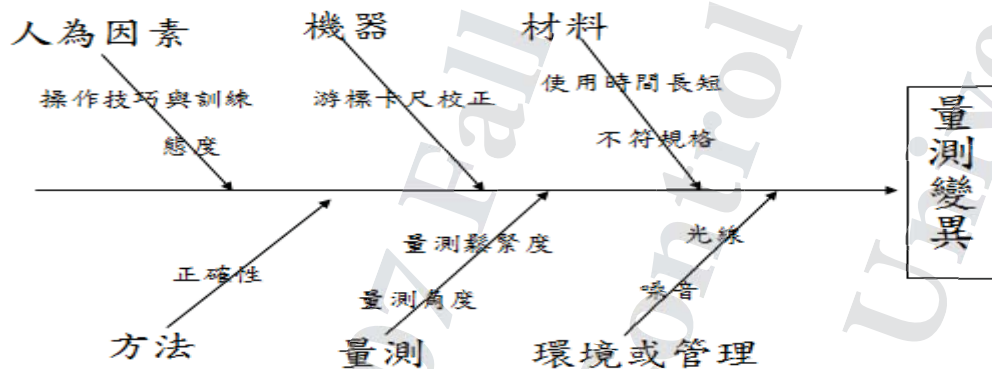 人為因素
機器
材料
操作技巧與訓練
態度
游標卡尺校正
使用時間長短
不符規格
量測變異
正確性
量測鬆緊度
量測角度
光線
噪音
方法
量測
環境或管理
Fall
ontrol
Unive